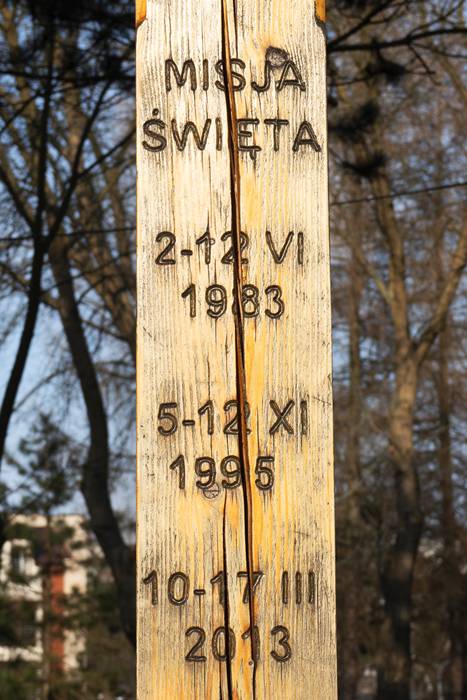 MISJA
ŚWIĘTA
2-12 VI
1983
5-12 XI
1995
10-17 III
2013